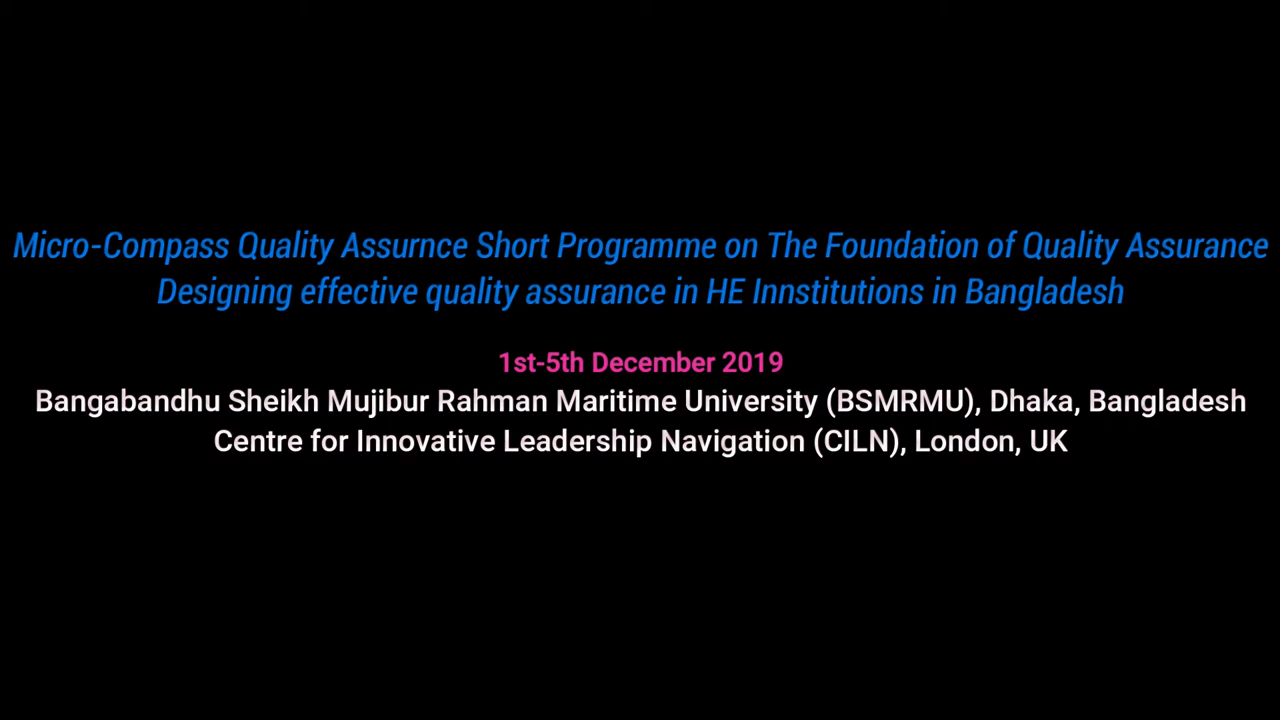 Micro-Compass Quality Assurnce Short Programme on The Foundation of Quality Assurance
Designing effective quality assurance in HE Innstitutions in Bangladesh
1st-5th December 2019
Bangabandhu Sheikh Mujibur Rahman Maritime University (BSMRMU), Dhaka, Bangladesh
Centre for Innovative Leadership Navigation (CILN), London, UK